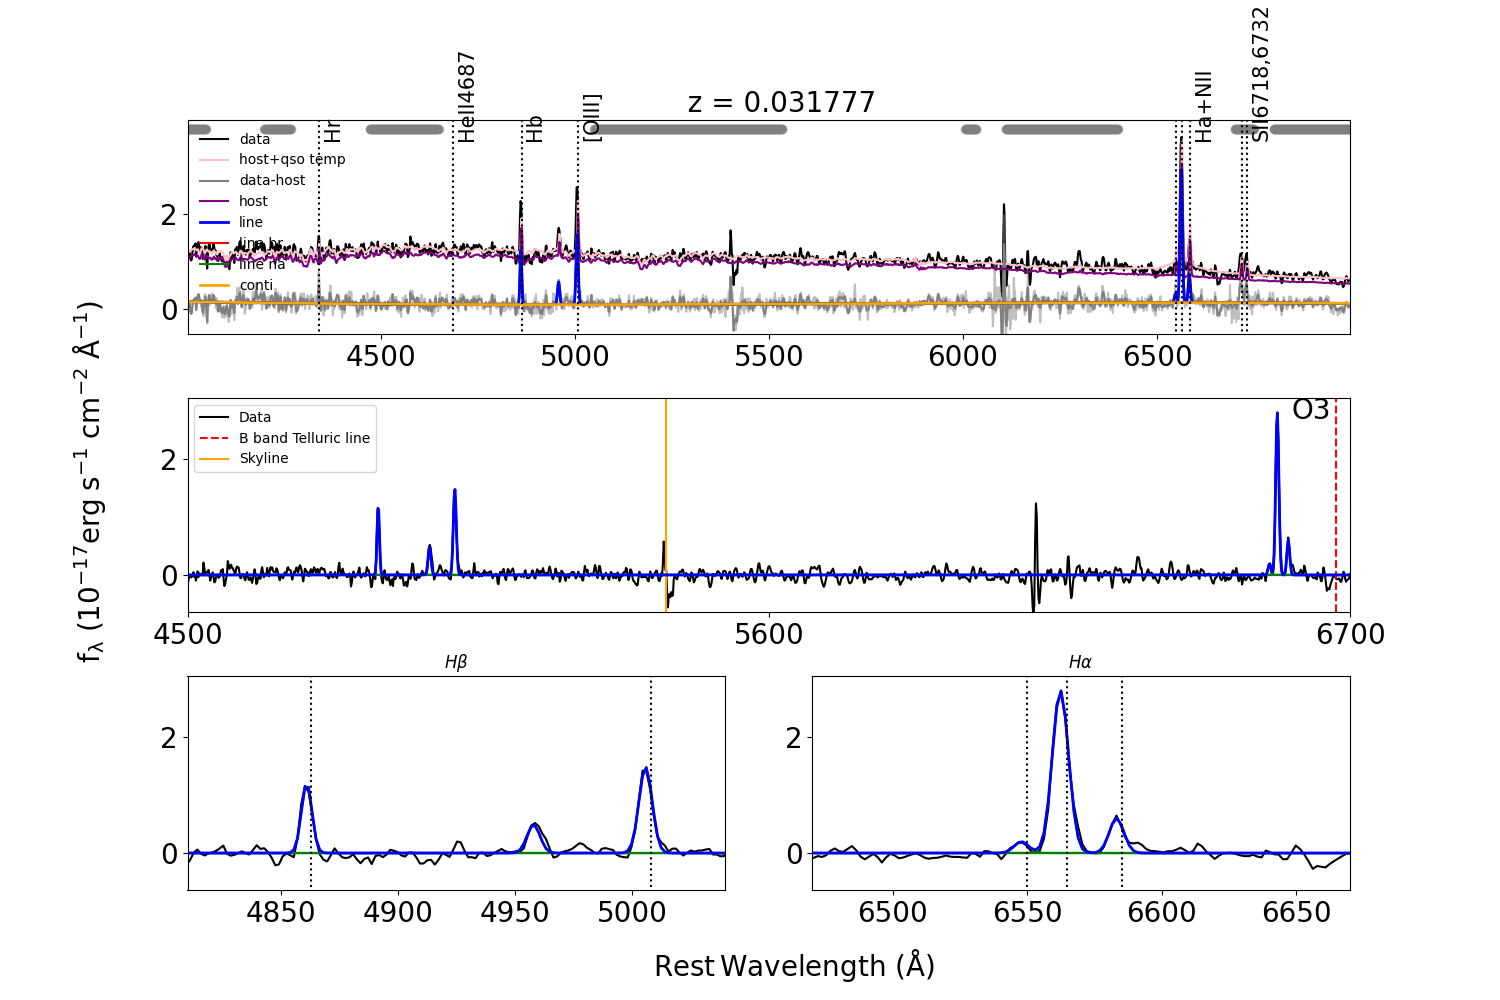 z = 0.031777
Hr
HeII4687
Hb
[OIII]
Ha+NII
SII6718,6732
data
host+qso temp
data-host
host
line
line br
line na
conti
2
0
4500 5000 5500 6000 6500
Data
B band Telluric line
Skyline
O3
2
0
4500 5600 6700
fλ (10⁻¹⁷erg s⁻¹ cm⁻² Å⁻¹)
Hβ
2
0
4850 4900 4950 5000
Hα
2
0
6500 6550 6600 6650
Rest Wavelength (Å)